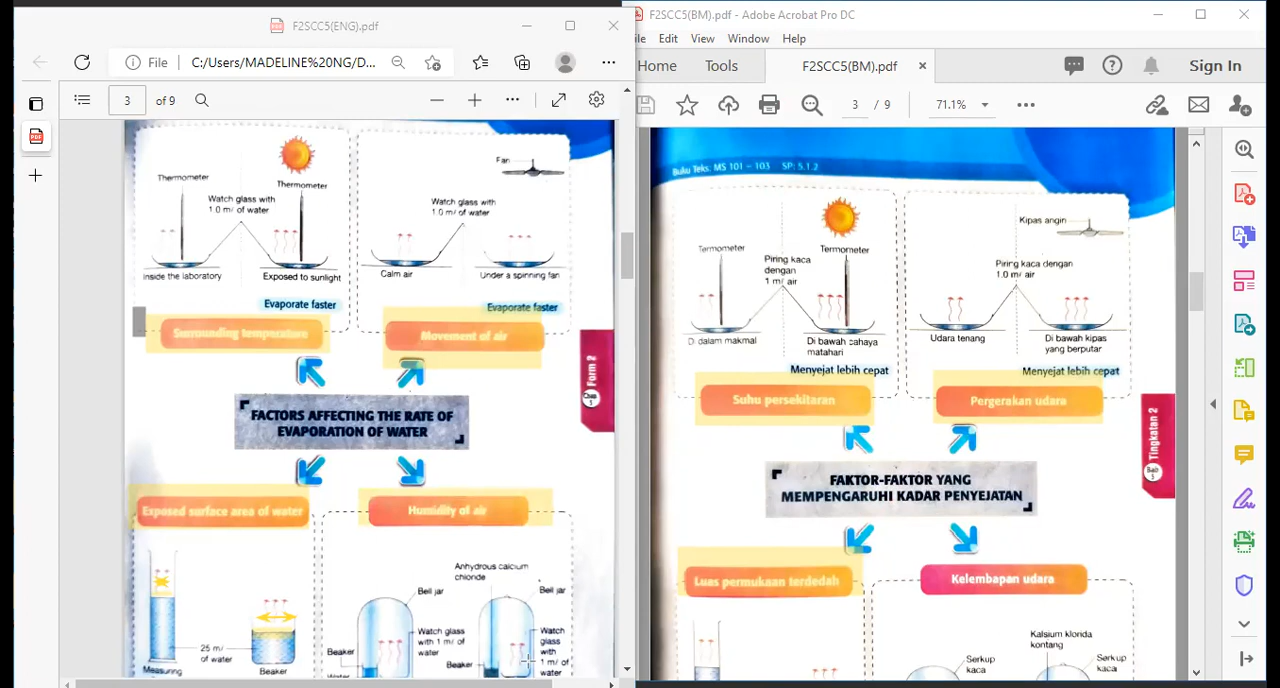 F2SCC5(ENG).pdf
File
C:/Users/MADELINE%20NG/D...
3 of 9
Thermometer
Thermometer
Watch glass with
1.0 ml of water
Inside the laboratory
Exposed to sunlight
Evaporate faster
Surrounding temperature
Fan
Watch glass with
1.0 ml of water
Calm air
Under a spinning fan
Evaporate faster
Movement of air
Form 2
FACTORS AFFECTING THE RATE OF
EVAPORATION OF WATER
Exposed surface area of water
Humidity of air
25 ml
of water
Measuring
Beaker
Anhydrous calcium
chloride
Bell jar
Bell jar
Watch glass
with 1 ml of
water
Watch
glass
with
1 ml of
water
Beaker
Beaker
Water
F2SCC5(BM).pdf - Adobe Acrobat Pro DC
ile Edit View Window Help
Home
Tools
F2SCC5(BM).pdf
Sign In
3 / 9
71.1%
Buku Teks: MS 101 – 103 SP: 5.1.2
Termometer
Termometer
Piring kaca
dengan
1 ml air
Di dalam makmal
Di bawah cahaya
matahari
Menyejat lebih cepat
Suhu persekitaran
Kipas angin
Piring kaca dengan
1.0 ml air
Udara tenang
Di bawah kipas
yang berputar
Menyejat lebih cepat
Pergerakan udara
Tingkatan 2
Bab
5
FAKTOR-FAKTOR YANG
MEMPENGARUHI KADAR PENYEJATAN
Luas permukaan terdedah
Kelembapan udara
Kalsium klorida
kontang
Serkup
kaca
Serkup
kaca